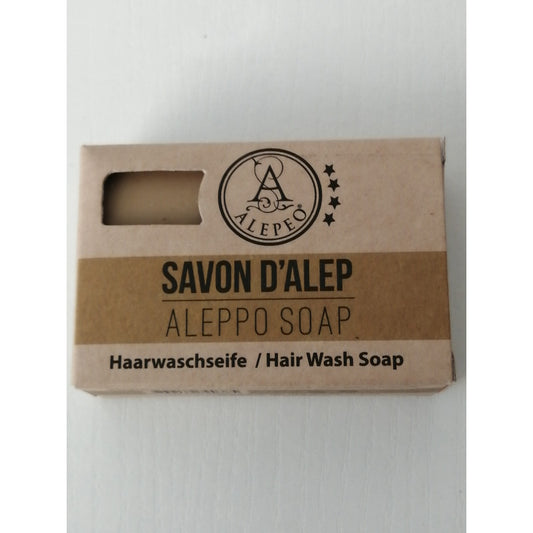 A
ALEPEO®
SAVON D'ALEP
ALEPPO SOAP
Haarwaschseife / Hair Wash Soap